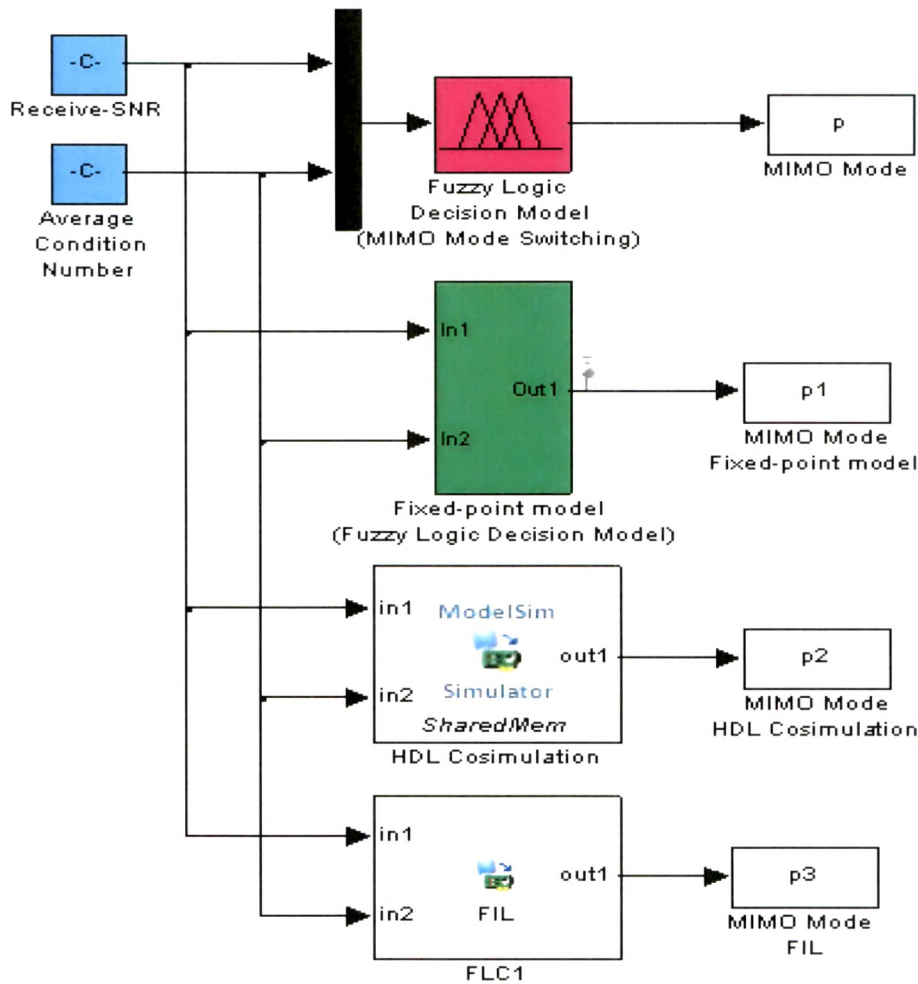 -C-
Receive-SNR
-C-
Average
Condition
Number
Fuzzy Logic
Decision Model
(MIMO Mode Switching)
p
MIMO Mode
In1
In2
Out1
Fixed-point model
(Fuzzy Logic Decision Model)
p1
MIMO Mode
Fixed-point model
in1
in2
ModelSim
Simulator
SharedMem
out1
HDL Cosimulation
p2
MIMO Mode
HDL Cosimulation
in1
in2
FIL
out1
FLC1
p3
MIMO Mode
FIL